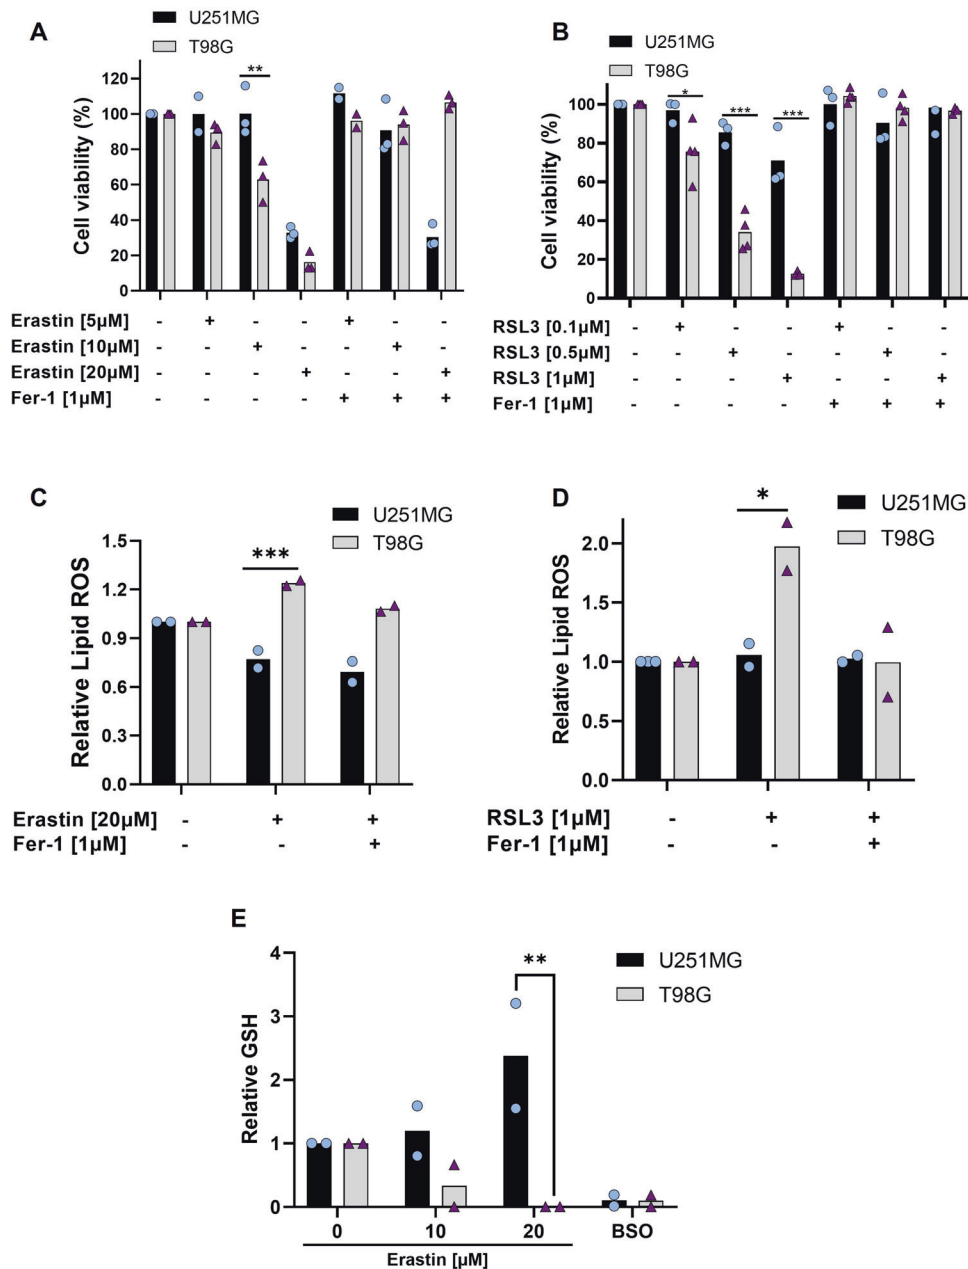 A
U251MG
T98G
**
Cell viability (%)
120
100
80
60
40
20
0
Erastin [5µM] - + - - + - -
Erastin [10µM] - - + - - + -
Erastin [20µM] - - - + - - +
Fer-1 [1µM] - - - - + + +
B
U251MG
T98G
* *** ***
Cell viability (%)
100
80
60
40
20
0
RSL3 [0.1µM] - + - - + - -
RSL3 [0.5µM] - - + - - + -
RSL3 [1µM] - - - + - - +
Fer-1 [1µM] - - - - + + +
C
U251MG
T98G
***
Relative Lipid ROS
1.5
1.2
0.9
0.6
0.3
0.0
Erastin [20µM] - + +
Fer-1 [1µM] - - +
D
U251MG
T98G
*
Relative Lipid ROS
2.0
1.5
1.0
0.5
0.0
RSL3 [1µM] - + +
Fer-1 [1µM] - - +
E
U251MG
T98G
**
Relative GSH
4
3
2
1
0
0 10 20 BSO
Erastin [µM]